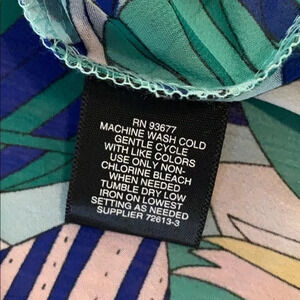 RN 93677
MACHINE WASH COLD
GENTLE CYCLE
WITH LIKE COLORS
USE ONLY NON-
CHLORINE BLEACH
WHEN NEEDED
TUMBLE DRY LOW
IRON ON LOWEST
SETTING AS NEEDED
SUPPLIER 72613-3